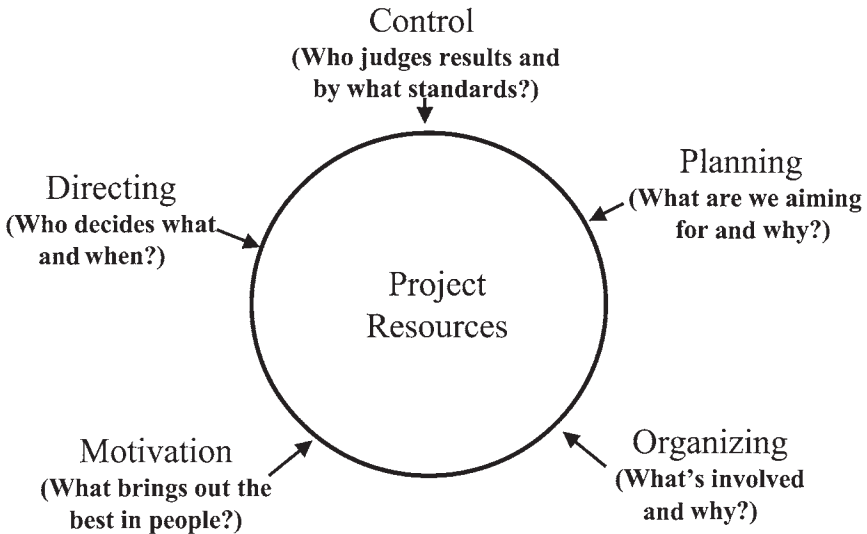 Control
(Who judges results and
by what standards?)
Planning
(What are we aiming
for and why?)
Directing
(Who decides what
and when?)
Project
Resources
Motivation
(What brings out the
best in people?)
Organizing
(What's involved
and why?)